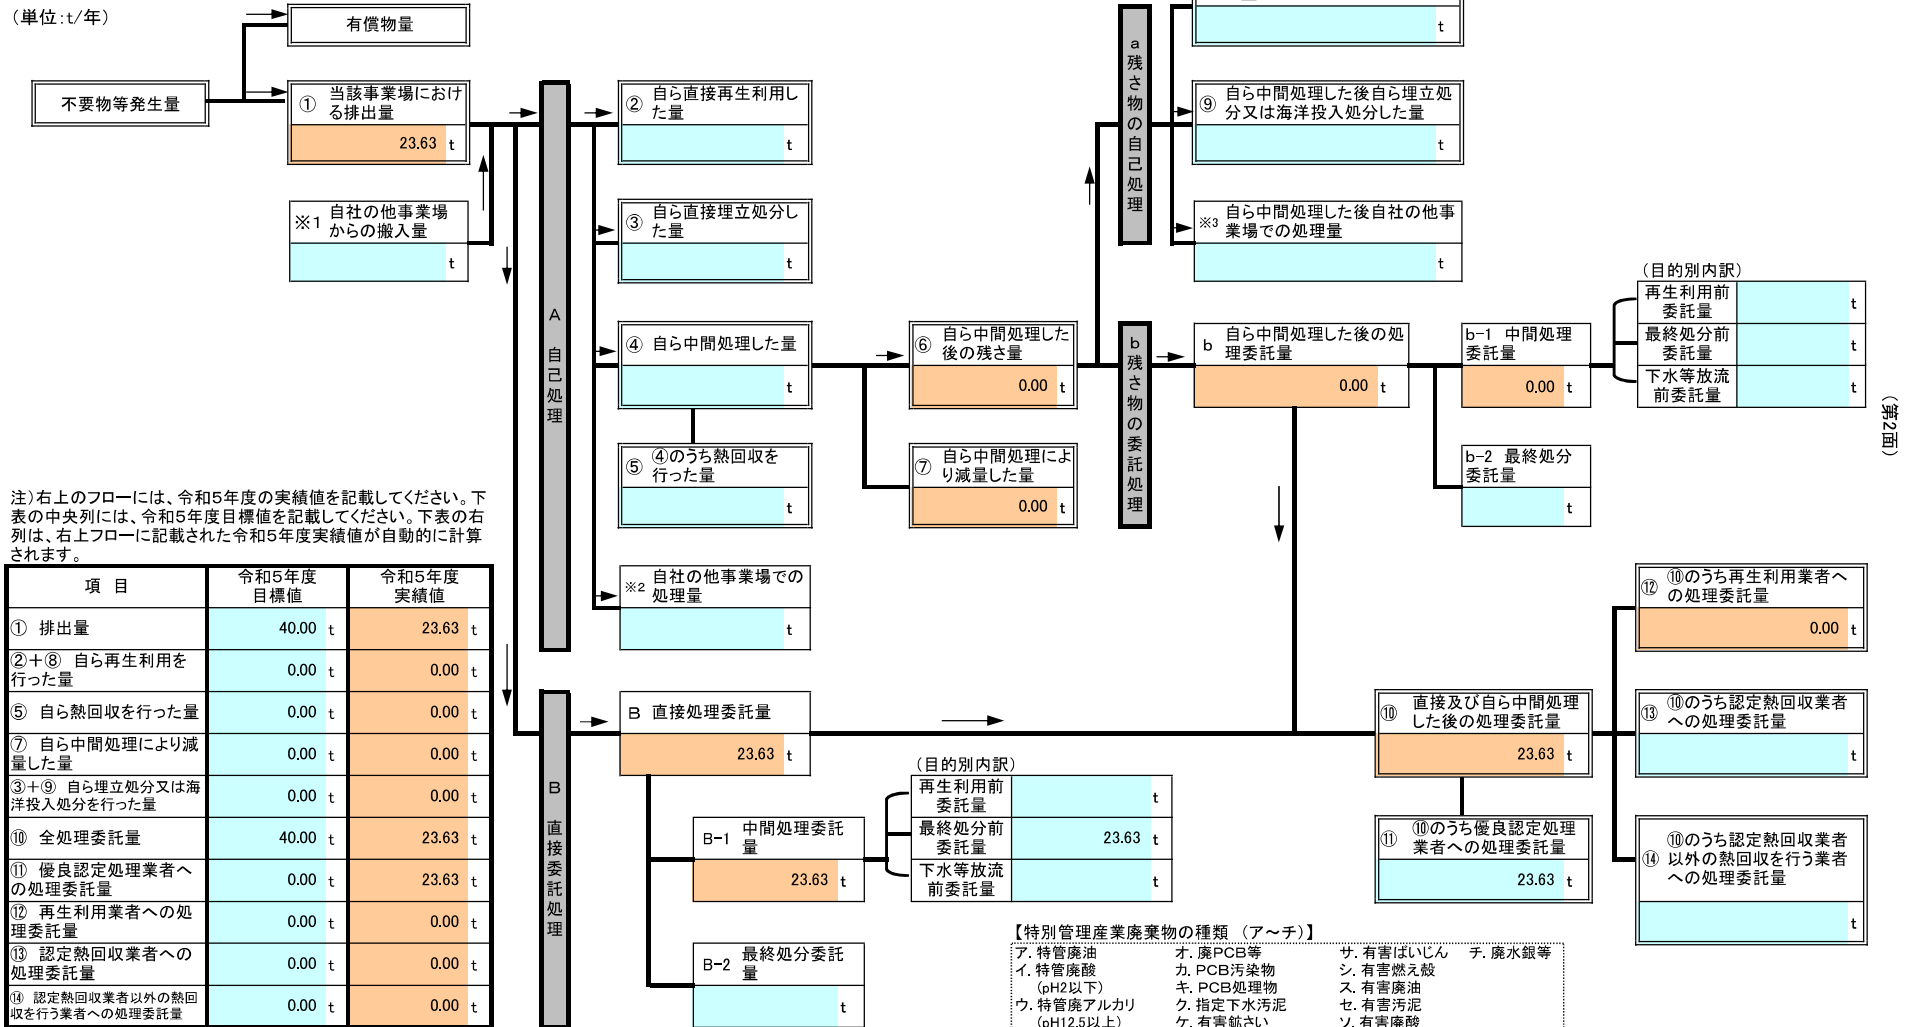 (単位:t/年)
有償物量
不要物等発生量
① 当該事業場におけ
る排出量
23.63 t
※1 自社の他事業場
からの搬入量
t
A 自己処理
② 自ら直接再生利用し
た量
t
③ 自ら直接埋立処分し
た量
t
④ 自ら中間処理した量
t
⑤ ④のうち熱回収を
行った量
t
※2 自社の他事業場での
処理量
t
⑥ 自ら中間処理した
後の残さ量
0.00 t
⑦ 自ら中間処理によ
り減量した量
0.00 t
a 残さ物の自己処理
t
⑨ 自ら中間処理した後自ら埋立処
分又は海洋投入処分した量
t
※3 自ら中間処理した後自社の他事
業場での処理量
t
b 残さ物の委託処理
b 自ら中間処理した後の処
理委託量
0.00 t
b-1 中間処理
委託量
0.00 t
b-2 最終処分
委託量
t
(目的別内訳)
再生利用前
委託量
t
最終処分前
委託量
t
下水等放流
前委託量
t
(第2面)
注)右上のフローには、令和5年度の実績値を記載してください。下
表の中央列には、令和5年度目標値を記載してください。下表の右
列は、右上フローに記載された令和5年度実績値が自動的に計算
されます。
項 目
令和5年度
目標値
令和5年度
実績値
① 排出量 40.00 t 23.63 t
②+⑧ 自ら再生利用を
行った量 0.00 t 0.00 t
⑤ 自ら熱回収を行った量 0.00 t 0.00 t
⑦ 自ら中間処理により減
量した量 0.00 t 0.00 t
③+⑨ 自ら埋立処分又は海
洋投入処分を行った量 0.00 t 0.00 t
⑩ 全処理委託量 40.00 t 23.63 t
⑪ 優良認定処理業者へ
の処理委託量 0.00 t 23.63 t
⑫ 再生利用業者への処
理委託量 0.00 t 0.00 t
⑬ 認定熱回収業者への
処理委託量 0.00 t 0.00 t
⑭ 認定熱回収業者以外の熱回
収を行う業者への処理委託量 0.00 t 0.00 t
B 直接委託処理
B 直接処理委託量
23.63 t
B-1 中間処理委託
量
23.63 t
B-2 最終処分委託
量
t
(目的別内訳)
再生利用前
委託量
t
最終処分前
委託量
23.63 t
下水等放流
前委託量
t
⑩ 直接及び自ら中間処理
した後の処理委託量
23.63 t
⑪ ⑩のうち優良認定処理
業者への処理委託量
23.63 t
⑫ ⑩のうち再生利用業者へ
の処理委託量
0.00 t
⑬ ⑩のうち認定熱回収業者
への処理委託量
t
⑭ ⑩のうち認定熱回収業者
以外の熱回収を行う業者
への処理委託量
t
【特別管理産業廃棄物の種類 (ア~チ)】
ア. 特管廃油 オ. 廃PCB等 サ. 有害ばいじん チ. 廃水銀等
イ. 特管廃酸 カ. PCB汚染物 シ. 有害燃え殻
(pH2以下) キ. PCB処理物 ス. 有害廃油
ウ. 特管廃アルカリ ク. 指定下水汚泥 セ. 有害汚泥
(pH12.5以上) ケ. 有害鉱さい ソ. 有害廃酸